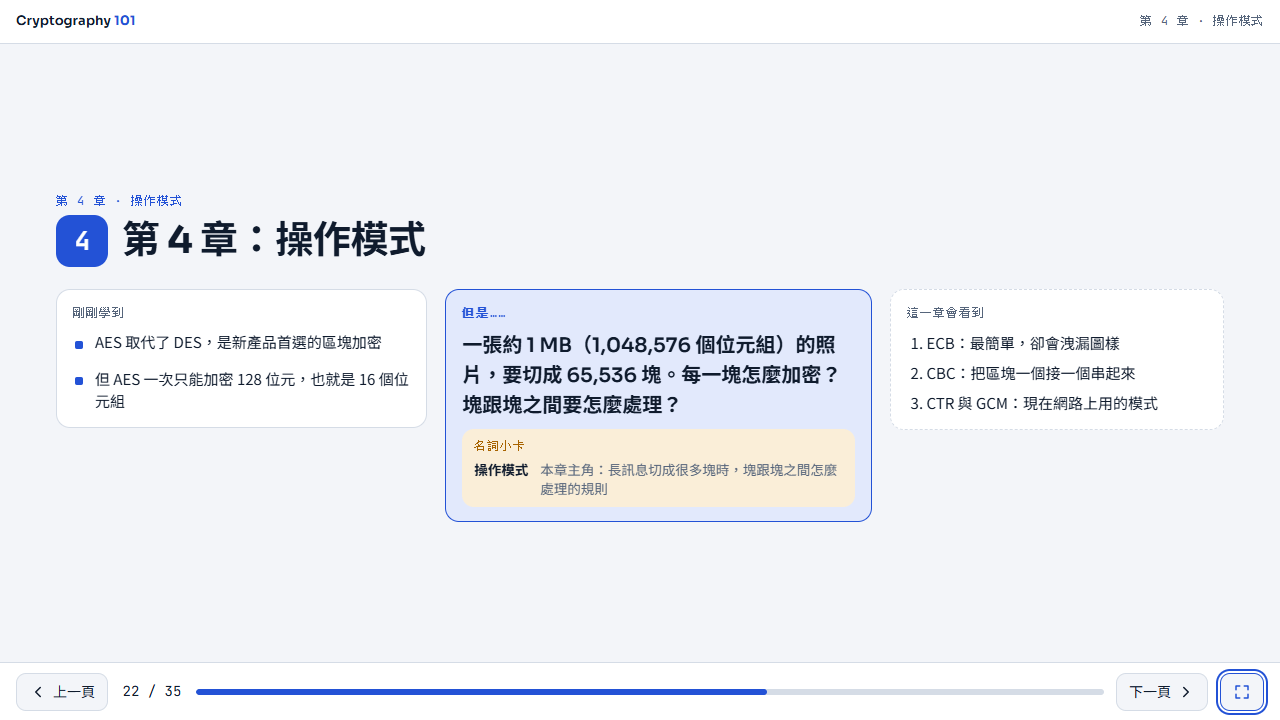 Cryptography 101
第 4 章 · 操作模式
第 4 章 · 操作模式
4
第 4 章：操作模式
剛剛學到
AES 取代了 DES，是新產品首選的區塊加密
但 AES 一次只能加密 128 位元，也就是 16 個位
元組
但是……
一張約 1 MB（1,048,576 個位元組）的照
片，要切成 65,536 塊。每一塊怎麼加密？
塊跟塊之間要怎麼處理？
名詞小卡
操作模式 本章主角：長訊息切成很多塊時，塊跟塊之間怎麼
處理的規則
這一章會看到
1. ECB：最簡單，卻會洩漏圖樣
2. CBC：把區塊一個接一個串起來
3. CTR 與 GCM：現在網路上用的模式
上一頁
22 / 35
下一頁